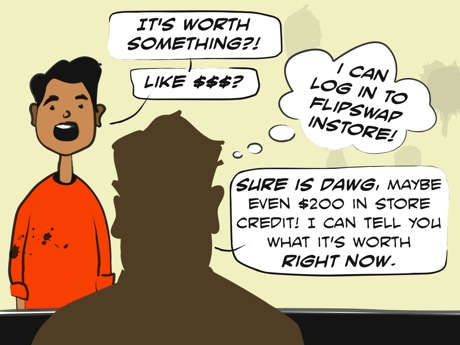 IT'S WORTH
SOMETHING?!
LIKE $$$?
I CAN
LOG IN TO
FLIPSWAP
INSTORE!
SURE IS DAWG, MAYBE
EVEN $200 IN STORE
CREDIT! I CAN TELL YOU
WHAT IT'S WORTH
RIGHT NOW.